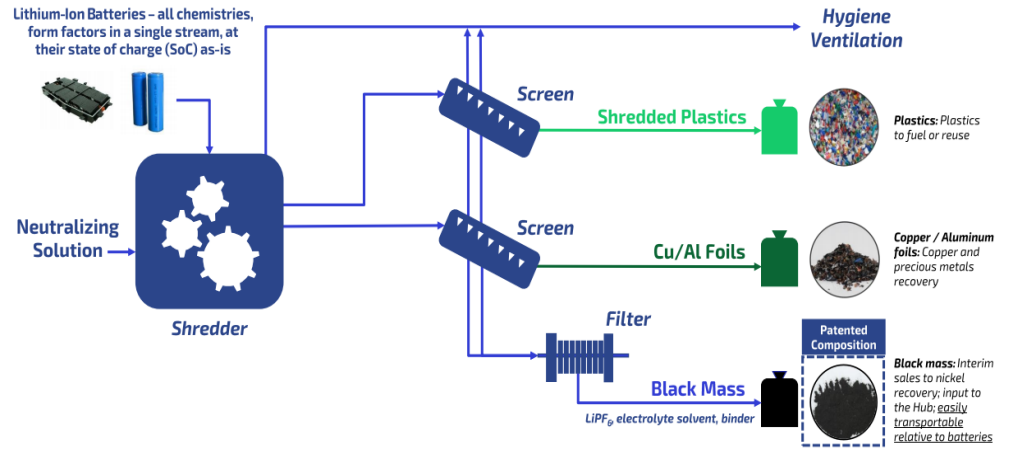 Lithium-Ion Batteries – all chemistries,
form factors in a single stream, at
their state of charge (SoC) as-is
Hygiene
Ventilation
Screen
Shredded Plastics
Plastics: Plastics
to fuel or reuse
Neutralizing
Solution
Shredder
Screen
Cu/Al Foils
Copper / Aluminum
foils: Copper and
precious metals
recovery
Filter
Patented
Composition
Black Mass
LiPF₆, electrolyte solvent, binder
Black mass: Interim
sales to nickel
recovery; input to
the Hub; easily
transportable
relative to batteries